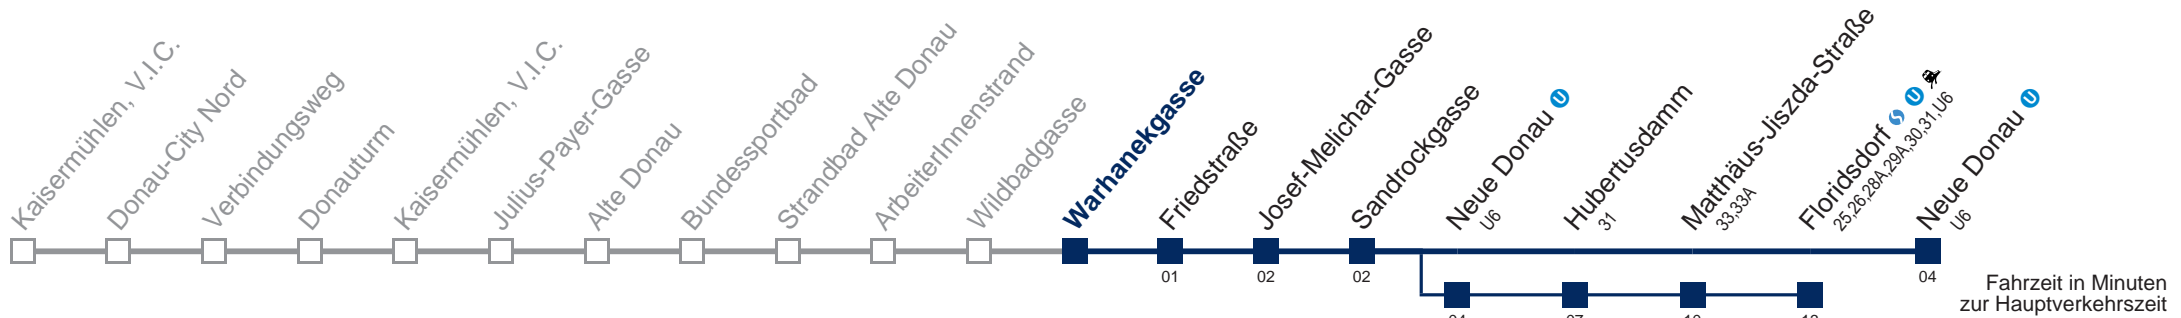 Kaisermühlen, V.I.C.
Donau-City Nord
Verbindungsweg
Donauturm
Kaisermühlen, V.I.C.
Julius-Payer-Gasse
Alte Donau
Bundessportbad
Strandbad Alte Donau
ArbeiterInnenstrand
Wildbadgasse
Warhanekgasse
Friedstraße
Josef-Melichar-Gasse
Sandrockgasse
Neue Donau U
U6
Hubertusdamm
31
Matthäus-Jiszda-Straße
33,33A
Floridsdorf S U
25,26,28A,29A,30,31,U6
Neue Donau U
U6
01
02
02
04
Fahrzeit in Minuten
zur Hauptverkehrszeit